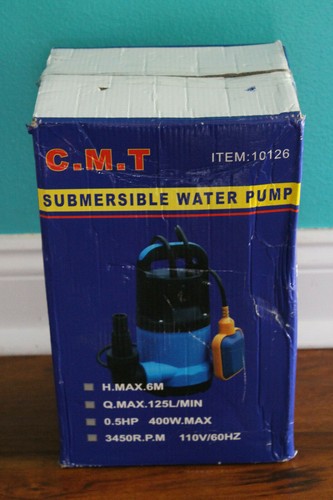 C.M.T
ITEM:10126
SUBMERSIBLE WATER PUMP
H.MAX.6M
Q.MAX.125L/MIN
0.5HP 400W.MAX
3450R.P.M 110V/60HZ